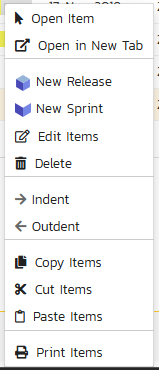 Open Item
Open in New Tab
New Release
New Sprint
Edit Items
Delete
Indent
Outdent
Copy Items
Cut Items
Paste Items
Print Items